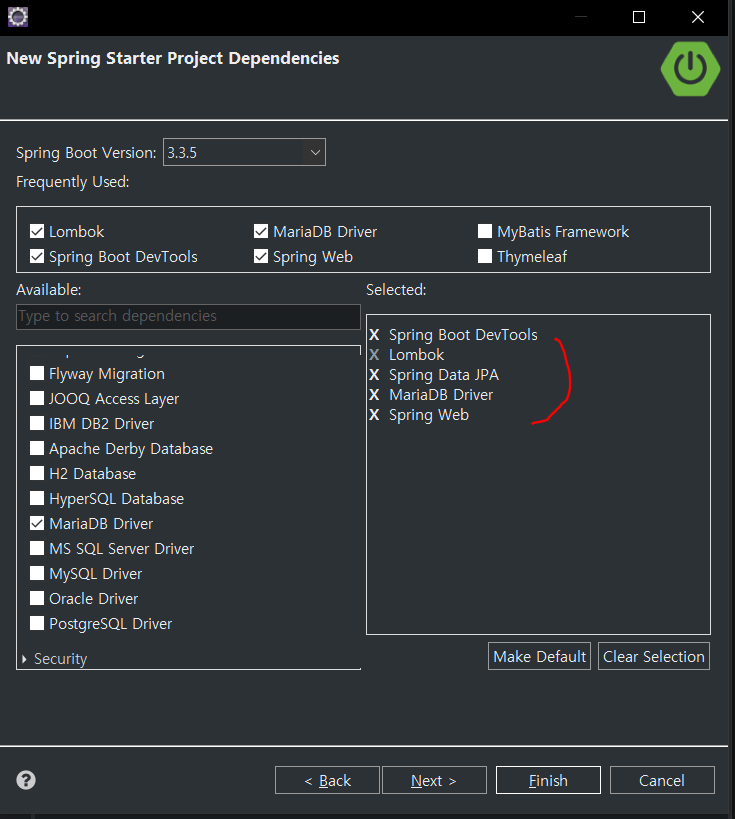 New Spring Starter Project Dependencies
Spring Boot Version: 3.3.5
Frequently Used:
Lombok MariaDB Driver MyBatis Framework
Spring Boot DevTools Spring Web Thymeleaf
Available:
Type to search dependencies
Flyway Migration
JOOQ Access Layer
IBM DB2 Driver
Apache Derby Database
H2 Database
HyperSQL Database
MariaDB Driver
MS SQL Server Driver
MySQL Driver
Oracle Driver
PostgreSQL Driver
Security
Selected:
X Spring Boot DevTools
X Lombok
X Spring Data JPA
X MariaDB Driver
X Spring Web
Make Default Clear Selection
? < Back Next > Finish Cancel